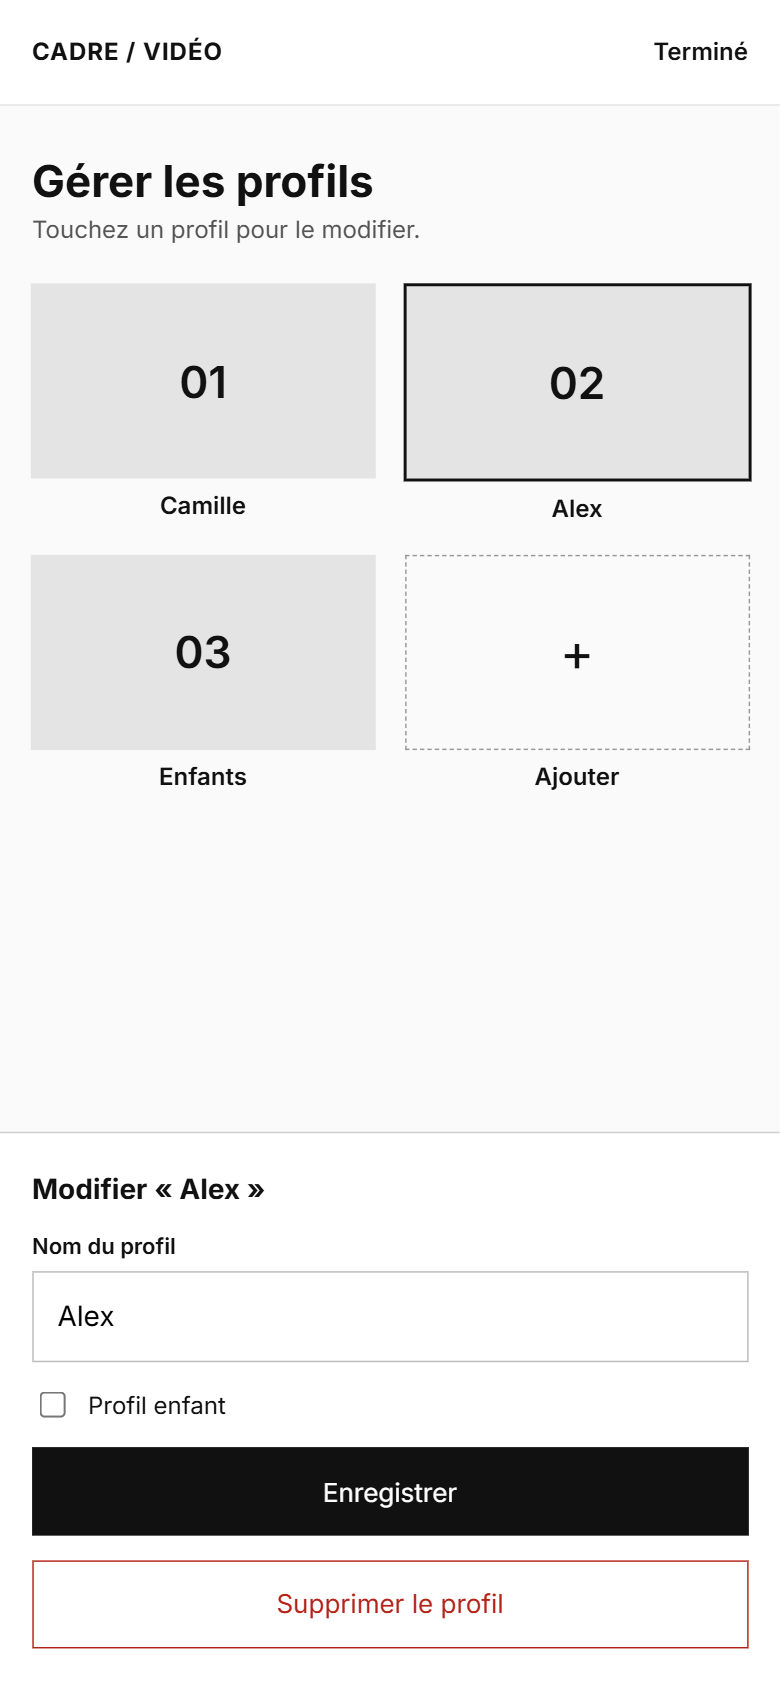 CADRE / VIDÉO
Terminé
Gérer les profils
Touchez un profil pour le modifier.
01
02
Camille
Alex
03
+
Enfants
Ajouter
Modifier « Alex »
Nom du profil
Alex
Profil enfant
Enregistrer
Supprimer le profil